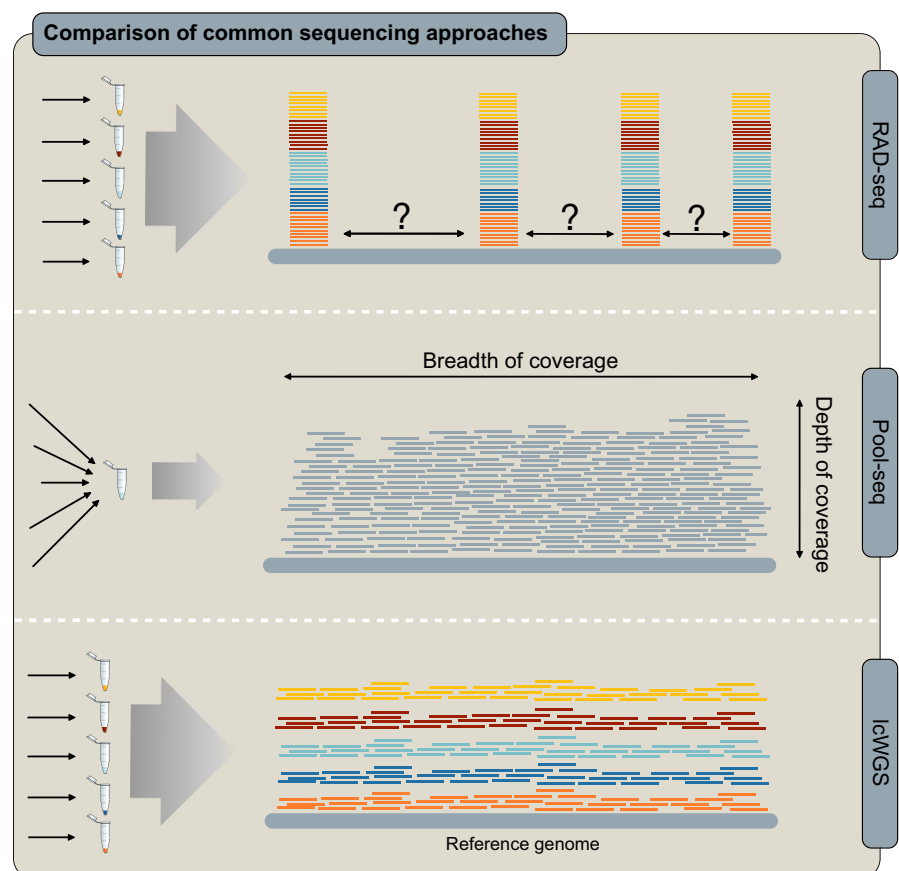 Comparison of common sequencing approaches
RAD-seq
?
?
?
Breadth of coverage
Depth of coverage
Pool-seq
lcWGS
Reference genome